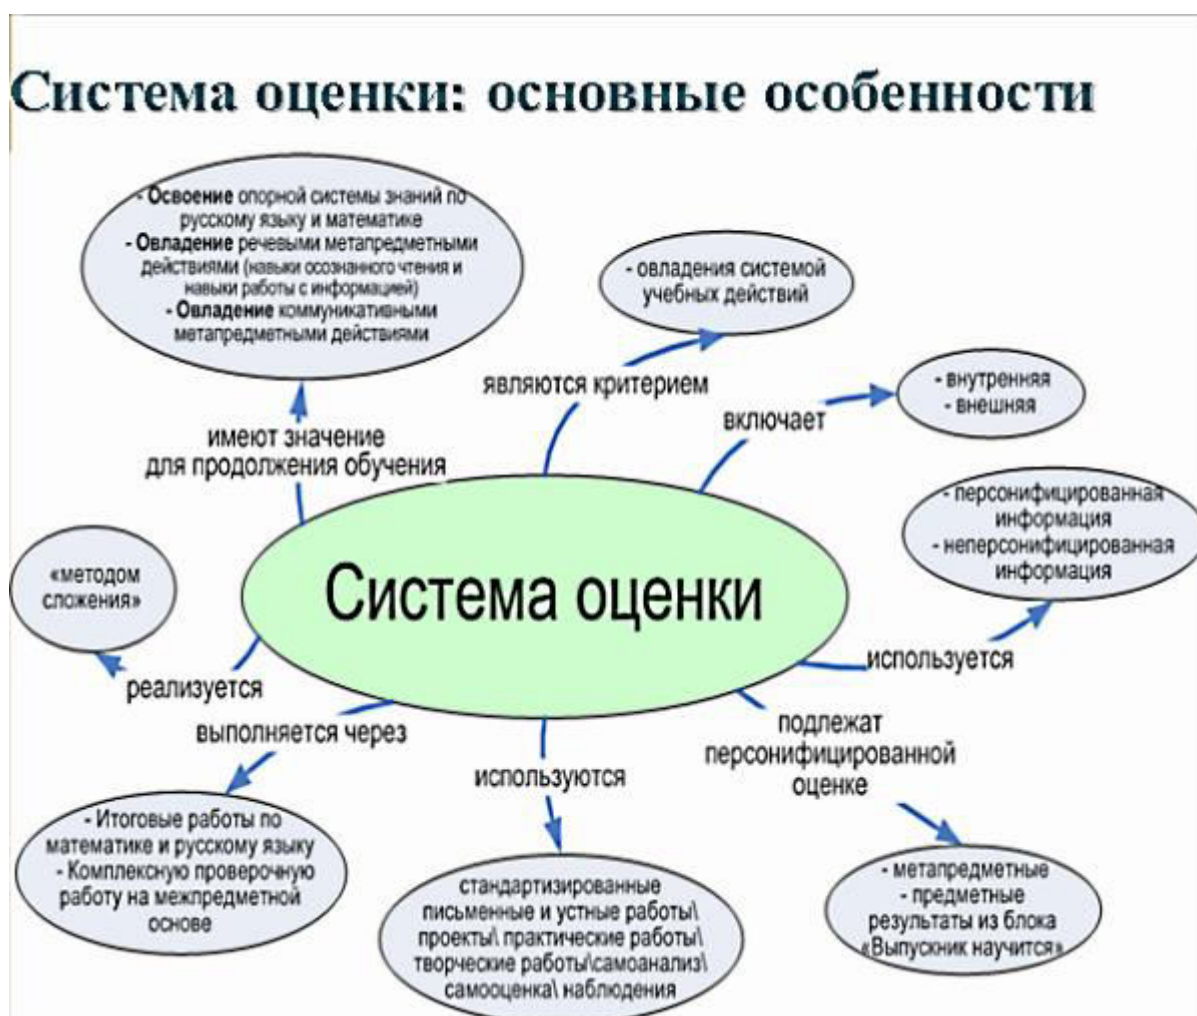 Система оценки: основные особенности
- Освоение опорной системы знаний по
русскому языку и математике
- Овладение речевыми метапредметными
действиями (навыки осознанного чтения и
навыки работы с информацией)
- Овладение коммуникативными
метапредметными действиями
- овладения системой
учебных действий
являются критерием
- внутренняя
- внешняя
включает
имеют значение
для продолжения обучения
- персонифицированная
информация
- неперсонифицированная
информация
«методом
сложения»
Система оценки
используется
реализуется
выполняется через
подлежат
персонифицированной
оценке
используются
- Итоговые работы по
математике и русскому языку
- Комплексную проверочную
работу на межпредметной
основе
стандартизированные
письменные и устные работы\
проекты\ практические работы\
творческие работы\самоанализ\
самооценка\ наблюдения
- метапредметные
- предметные
результаты из блока
«Выпускник научится»